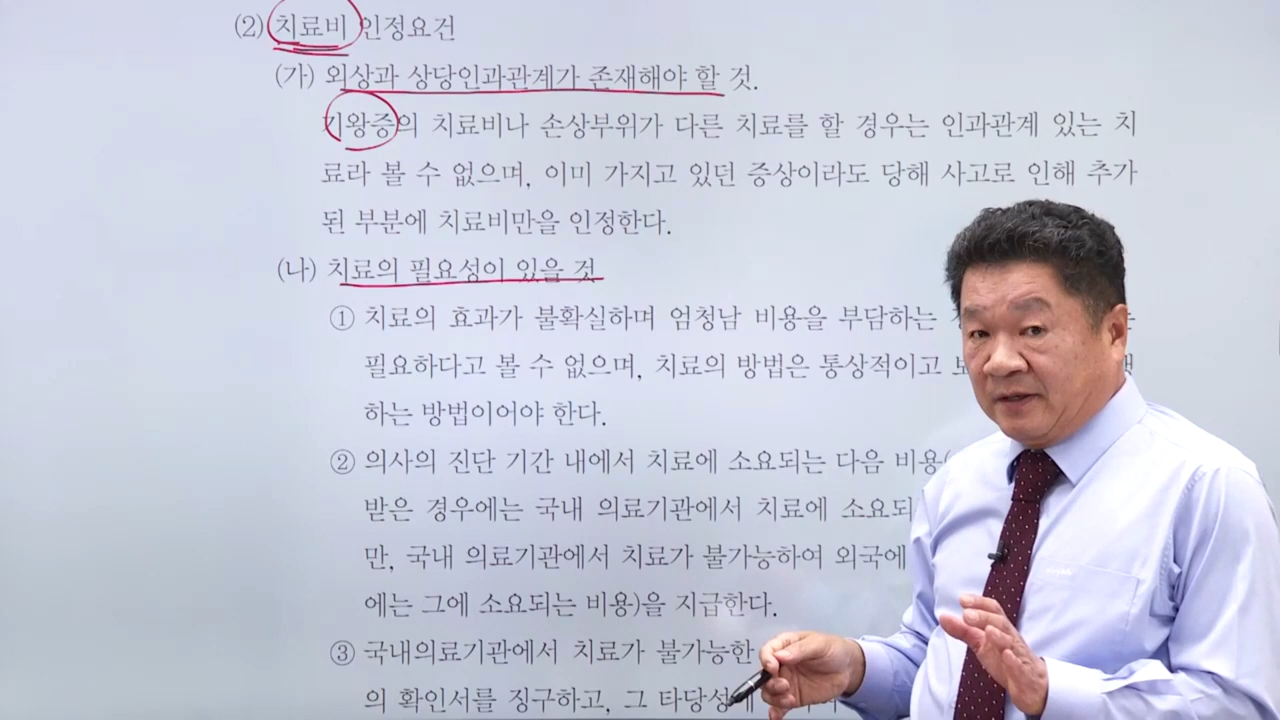 (2) 치료비 인정요건
(가) 외상과 상당인과관계가 존재해야 할 것.
기왕증의 치료비나 손상부위가 다른 치료를 할 경우는 인과관계 있는 치
료라 볼 수 없으며, 이미 가지고 있던 증상이라도 당해 사고로 인해 추가
된 부분에 치료비만을 인정한다.
(나) 치료의 필요성이 있을 것
① 치료의 효과가 불확실하며 엄청남 비용을 부담하는
필요하다고 볼 수 없으며, 치료의 방법은 통상적이고
하는 방법이어야 한다.
② 의사의 진단 기간 내에서 치료에 소요되는 다음 비용(
받은 경우에는 국내 의료기관에서 치료에 소요되
만, 국내 의료기관에서 치료가 불가능하여 외국에
에는 그에 소요되는 비용)을 지급한다.
③ 국내의료기관에서 치료가 불가능한
의 확인서를 징구하고, 그 타당성에